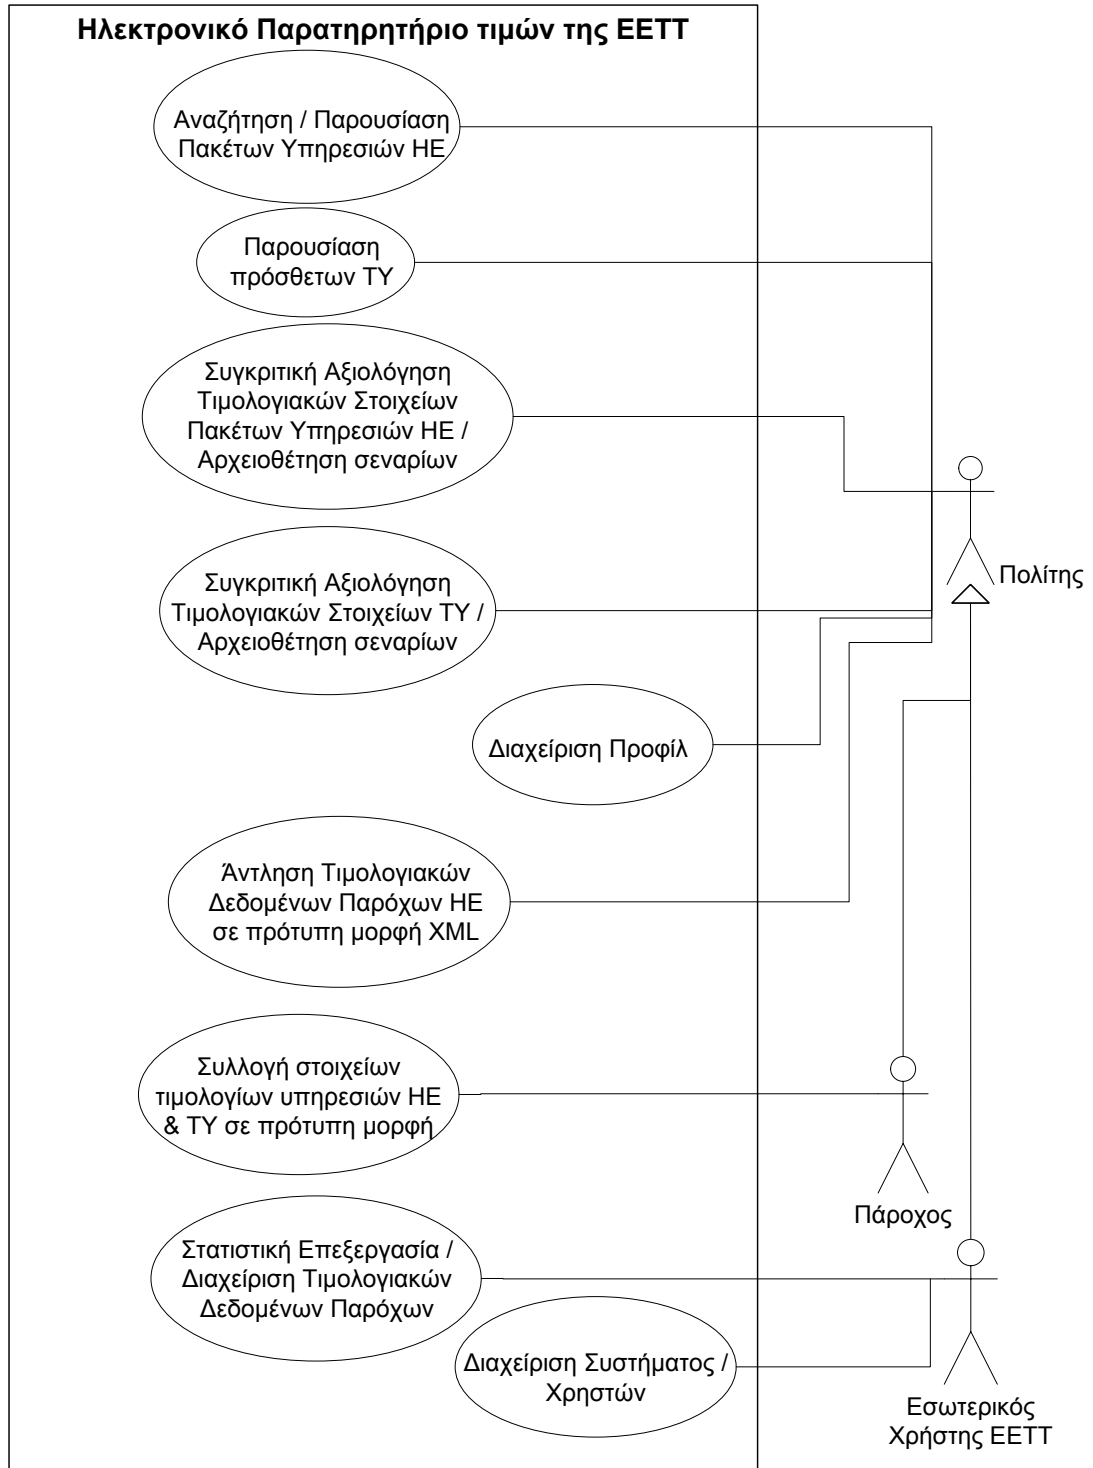 Ηλεκτρονικό Παρατηρητήριο τιμών της ΕΕΤΤ
Αναζήτηση / Παρουσίαση
Πακέτων Υπηρεσιών ΗΕ
Παρουσίαση
πρόσθετων ΤΥ
Συγκριτική Αξιολόγηση
Τιμολογιακών Στοιχείων
Πακέτων Υπηρεσιών ΗΕ /
Αρχειοθέτηση σεναρίων
Πολίτης
Συγκριτική Αξιολόγηση
Τιμολογιακών Στοιχείων ΤΥ /
Αρχειοθέτηση σεναρίων
Διαχείριση Προφίλ
Άντληση Τιμολογιακών
Δεδομένων Παρόχων ΗΕ
σε πρότυπη μορφή XML
Συλλογή στοιχείων
τιμολογίων υπηρεσιών ΗΕ
& ΤΥ σε πρότυπη μορφή
Πάροχος
Στατιστική Επεξεργασία /
Διαχείριση Τιμολογιακών
Δεδομένων Παρόχων
Διαχείριση Συστήματος /
Χρηστών
Εσωτερικός
Χρήστης ΕΕΤΤ